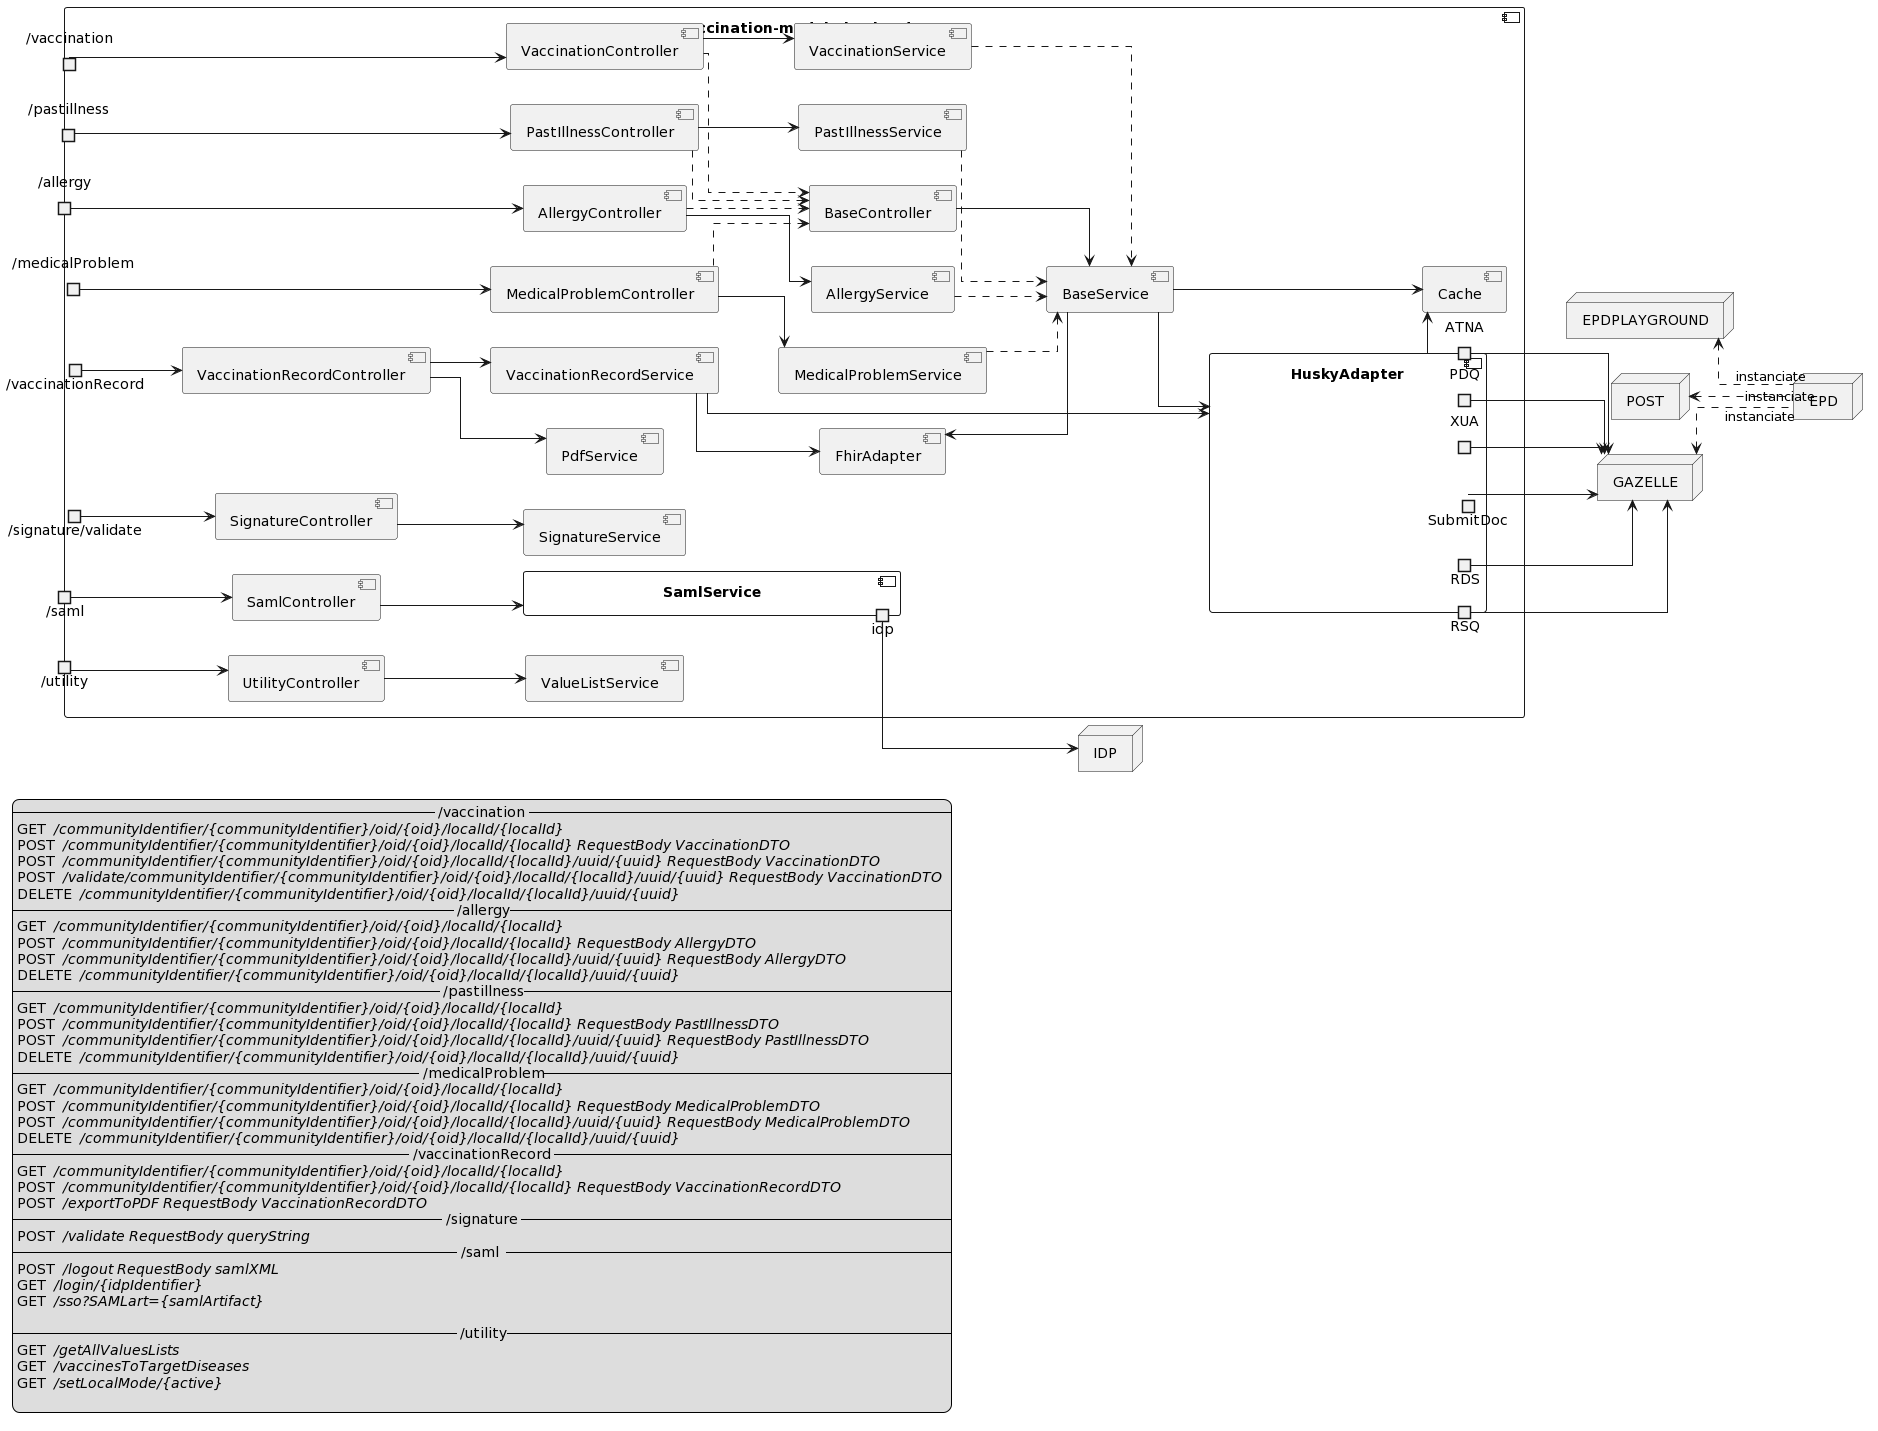 /vaccination
VaccinationController
VaccinationService
/pastillness
PastIllnessController
PastIllnessService
/allergy
AllergyController
BaseController
/medicalProblem
MedicalProblemController
AllergyService
BaseService
Cache
EPDPLAYGROUND
ATNA
/vaccinationRecord
VaccinationRecordController
VaccinationRecordService
MedicalProblemService
HuskyAdapter
PDQ
instanciate
POST
instanciate
EPD
instanciate
XUA
PdfService
FhirAdapter
GAZELLE
/signature/validate
SignatureController
SignatureService
SubmitDoc
/saml
SamlController
SamlService
idp
RDS
RSQ
/utility
UtilityController
ValueListService
IDP
/vaccination
GET /communityIdentifier/{communityIdentifier}/oid/{oid}/localId/{localId}
POST /communityIdentifier/{communityIdentifier}/oid/{oid}/localId/{localId} RequestBody VaccinationDTO
POST /communityIdentifier/{communityIdentifier}/oid/{oid}/localId/{localId}/uuid/{uuid} RequestBody VaccinationDTO
POST /validate/communityIdentifier/{communityIdentifier}/oid/{oid}/localId/{localId}/uuid/{uuid} RequestBody VaccinationDTO
DELETE /communityIdentifier/{communityIdentifier}/oid/{oid}/localId/{localId}/uuid/{uuid}
/allergy
GET /communityIdentifier/{communityIdentifier}/oid/{oid}/localId/{localId}
POST /communityIdentifier/{communityIdentifier}/oid/{oid}/localId/{localId} RequestBody AllergyDTO
POST /communityIdentifier/{communityIdentifier}/oid/{oid}/localId/{localId}/uuid/{uuid} RequestBody AllergyDTO
DELETE /communityIdentifier/{communityIdentifier}/oid/{oid}/localId/{localId}/uuid/{uuid}
/pastillness
GET /communityIdentifier/{communityIdentifier}/oid/{oid}/localId/{localId}
POST /communityIdentifier/{communityIdentifier}/oid/{oid}/localId/{localId} RequestBody PastIllnessDTO
POST /communityIdentifier/{communityIdentifier}/oid/{oid}/localId/{localId}/uuid/{uuid} RequestBody PastIllnessDTO
DELETE /communityIdentifier/{communityIdentifier}/oid/{oid}/localId/{localId}/uuid/{uuid}
/medicalProblem
GET /communityIdentifier/{communityIdentifier}/oid/{oid}/localId/{localId}
POST /communityIdentifier/{communityIdentifier}/oid/{oid}/localId/{localId} RequestBody MedicalProblemDTO
POST /communityIdentifier/{communityIdentifier}/oid/{oid}/localId/{localId}/uuid/{uuid} RequestBody MedicalProblemDTO
DELETE /communityIdentifier/{communityIdentifier}/oid/{oid}/localId/{localId}/uuid/{uuid}
/vaccinationRecord
GET /communityIdentifier/{communityIdentifier}/oid/{oid}/localId/{localId}
POST /communityIdentifier/{communityIdentifier}/oid/{oid}/localId/{localId} RequestBody VaccinationRecordDTO
POST /exportToPDF RequestBody VaccinationRecordDTO
/signature
POST /validate RequestBody queryString
/saml
POST /logout RequestBody samlXML
GET /login/{idpIdentifier}
GET /sso?SAMLart={samlArtifact}
/utility
GET /getAllValuesLists
GET /vaccinesToTargetDiseases
GET /setLocalMode/{active}